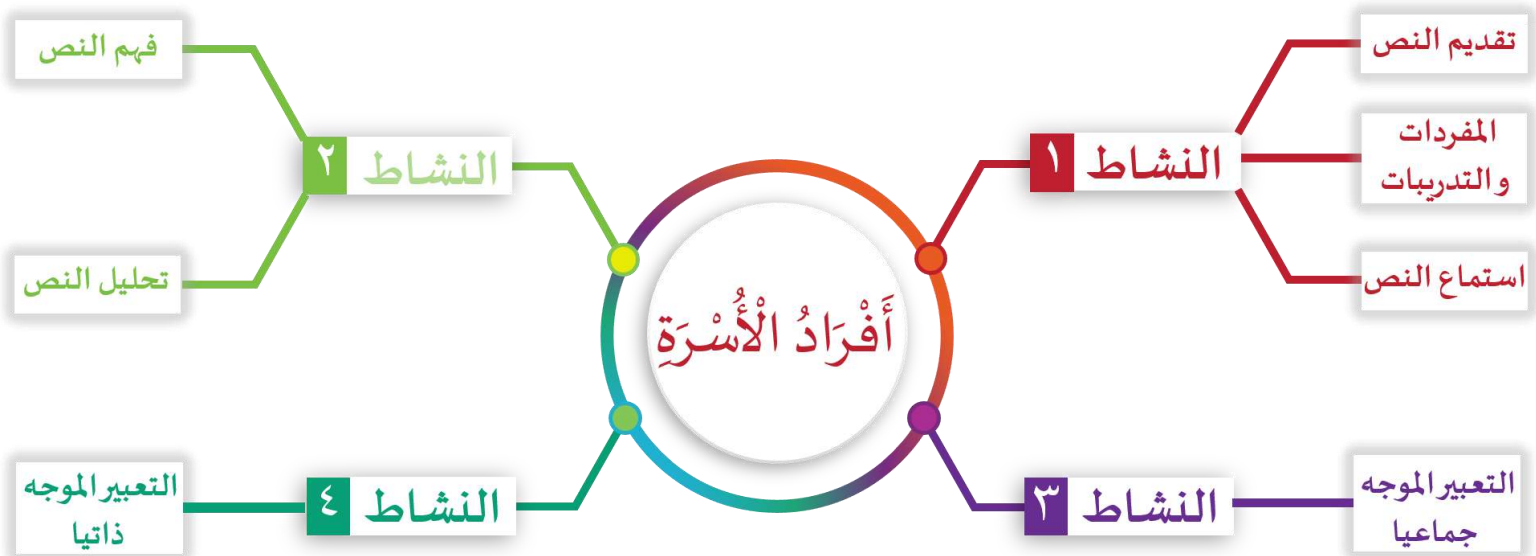 تقديم النص
المفردات
والتدريبات
استماع النص
النشاط ١
فهم النص
تحليل النص
النشاط ٢
أَفْرَادُ الْأُسْرَةِ
التعبير الموجه
جماعيا
النشاط ٣
التعبير الموجه
ذاتيا
النشاط ٤